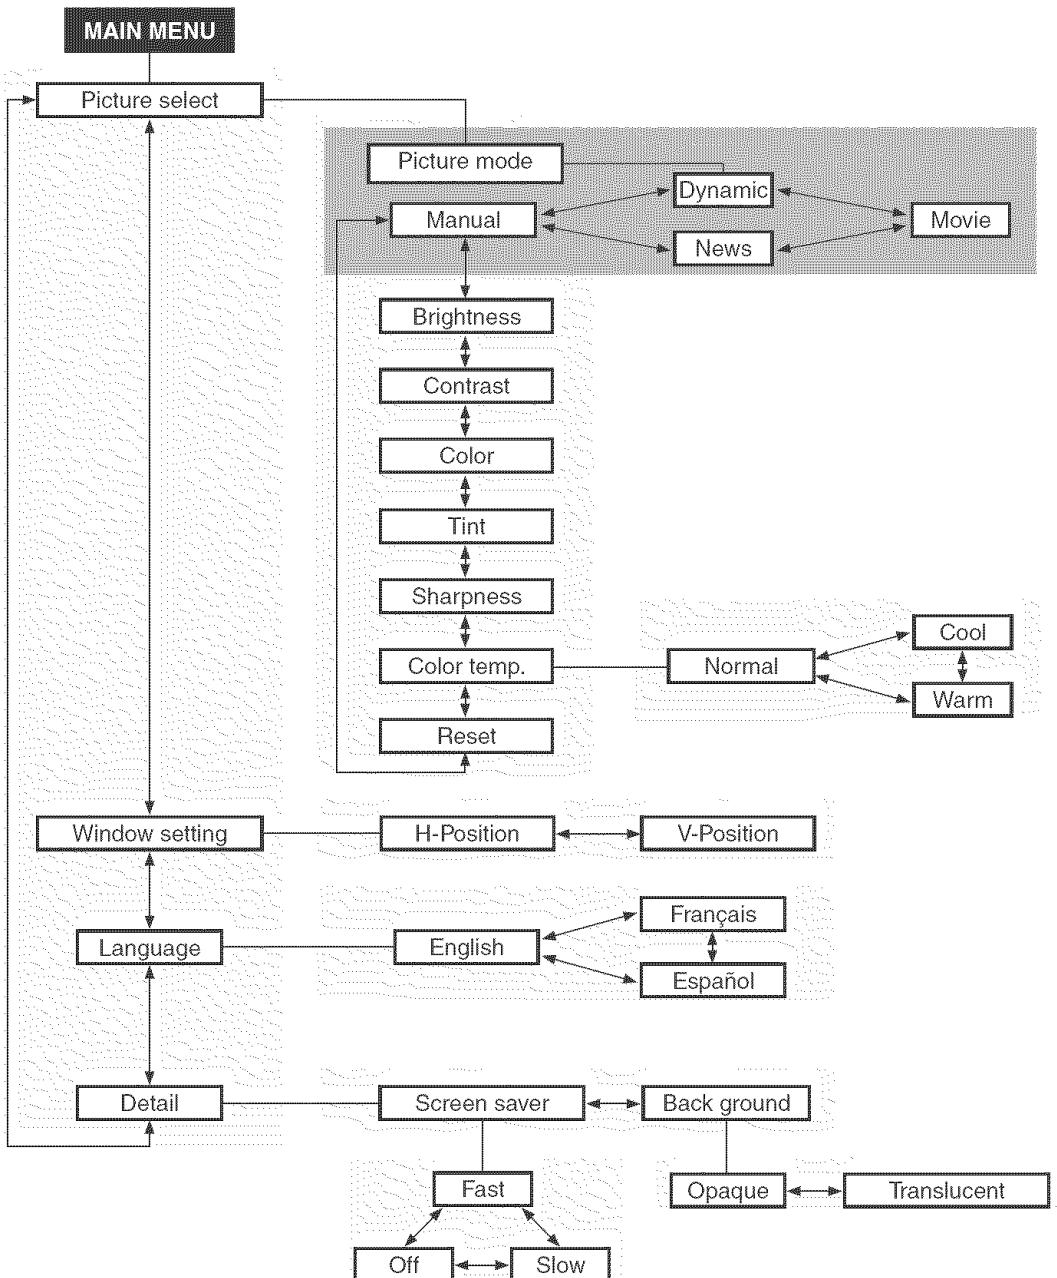 MAIN MENU
Picture select
Picture mode
Dynamic
Manual
Movie
News
Brightness
Contrast
Color
Tint
Sharpness
Cool
Color temp.
Normal
Warm
Reset
Window setting
H-Position
V-Position
Français
Language
English
Español
Detail
Screen saver
Back ground
Fast
Opaque
Translucent
Off
Slow